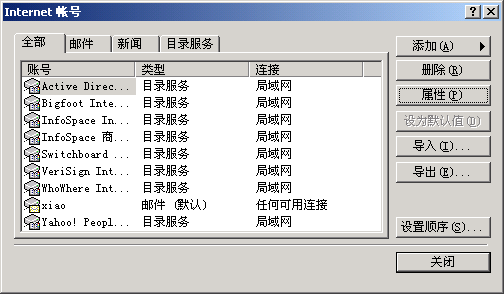 Internet 帐号
全部 邮件 新闻 目录服务
账号 类型 连接
Active Direc... 目录服务 局域网
Bigfoot Inte... 目录服务 局域网
InfoSpace In... 目录服务 局域网
InfoSpace 商... 目录服务 局域网
Switchboard ... 目录服务 局域网
VeriSign Int... 目录服务 局域网
WhoWhere Int... 目录服务 局域网
xiao 邮件 (默认) 任何可用连接
Yahoo! Peopl... 目录服务 局域网
添加(A)
删除(R)
属性(P)
设为默认值(D)
导入(I)...
导出(E)...
设置顺序(S)...
关闭